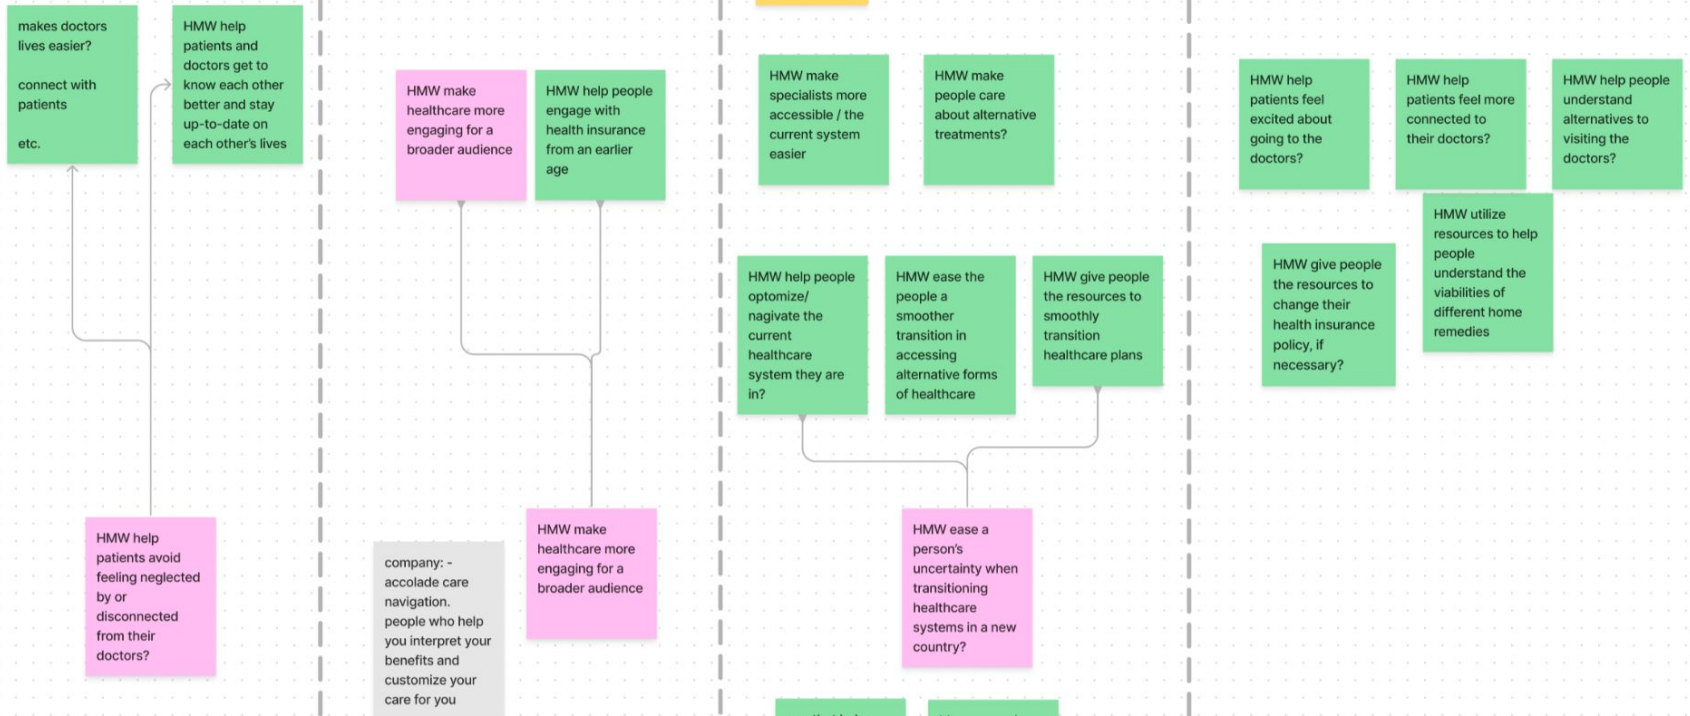 makes doctors
lives easier?
connect with
patients
etc.
HMW help
patients and
doctors get to
know each other
better and stay
up-to-date on
each other's lives
HMW help
patients avoid
feeling neglected
by or
disconnected
from their
doctors?
HMW make
healthcare more
engaging for a
broader audience
HMW help people
engage with
health insurance
from an earlier
age
company: -
accolade care
navigation.
people who help
you interpret your
benefits and
customize your
care for you
HMW make
healthcare more
engaging for a
broader audience
HMW make
specialists more
accessible / the
current system
easier
HMW make
people care
about alternative
treatments?
HMW help people
optomize/
nagivate the
current
healthcare
system they are
in?
HMW ease the
people a
smoother
transition in
accessing
alternative forms
of healthcare
HMW give people
the resources to
smoothly
transition
healthcare plans
HMW ease a
person's
uncertainty when
transitioning
healthcare
systems in a new
country?
HMW help
patients feel
excited about
going to the
doctors?
HMW help
patients feel more
connected to
their doctors?
HMW help people
understand
alternatives to
visiting the
doctors?
HMW give people
the resources to
change their
health insurance
policy, if
necessary?
HMW utilize
resources to help
people
understand the
viabilities of
different home
remedies